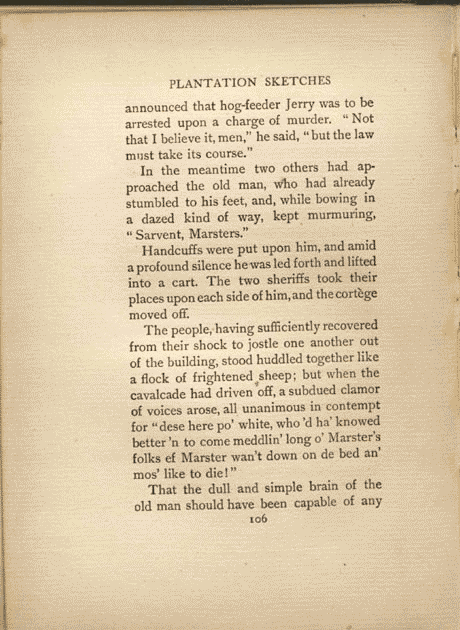 PLANTATION SKETCHES
announced that hog-feeder Jerry was to be
arrested upon a charge of murder. “Not
that I believe it, men,” he said, “but the law
must take its course.”
In the meantime two others had ap-
proached the old man, who had already
stumbled to his feet, and, while bowing in
a dazed kind of way, kept murmuring,
“Sarvent, Marsters.”
Handcuffs were put upon him, and amid
a profound silence he was led forth and lifted
into a cart. The two sheriffs took their
places upon each side of him, and the cortège
moved off.
The people, having sufficiently recovered
from their shock to jostle one another out
of the building, stood huddled together like
a flock of frightened sheep; but when the
cavalcade had driven off, a subdued clamor
of voices arose, all unanimous in contempt
for “dese here po’ white, who ’d ha’ knowed
better ’n to come meddlin’ long o’ Marster’s
folks ef Marster wan’t down on de bed an’
mos’ like to die!”
That the dull and simple brain of the
old man should have been capable of any
106